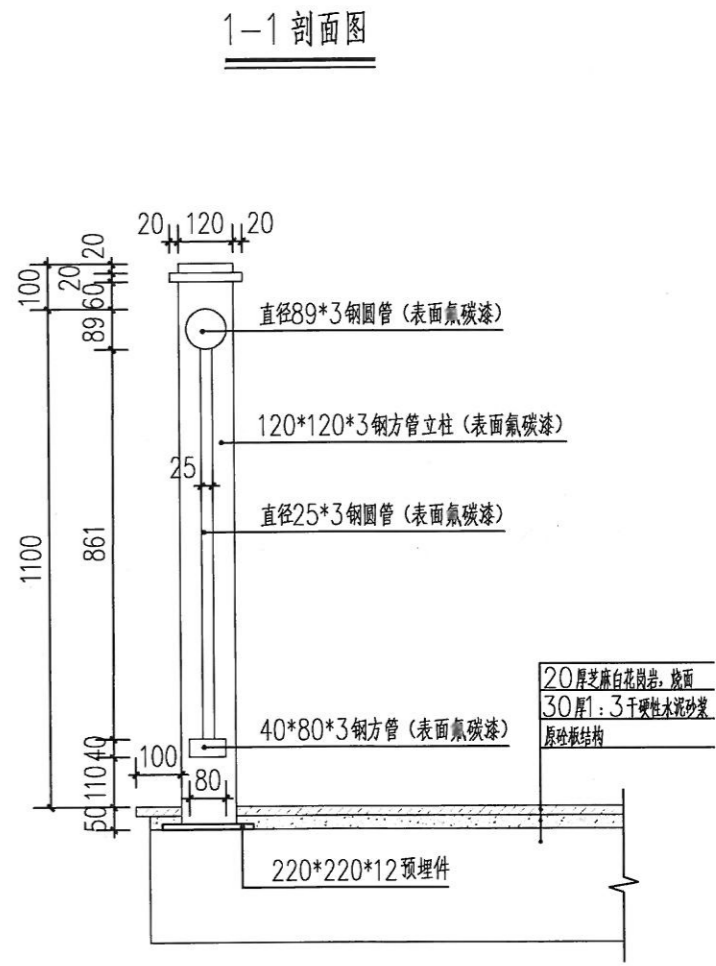 1-1 剖面图
20 120 20
20
100
20
60
89
直径89*3钢圆管（表面氟碳漆）
120*120*3钢方管立柱（表面氟碳漆）
25
直径25*3钢圆管（表面氟碳漆）
861
1100
20厚芝麻白花岗岩，烧面
30厚1：3干硬性水泥砂浆
原砼板结构
40*80*3钢方管（表面氟碳漆）
40
100
80
110
50
220*220*12预埋件